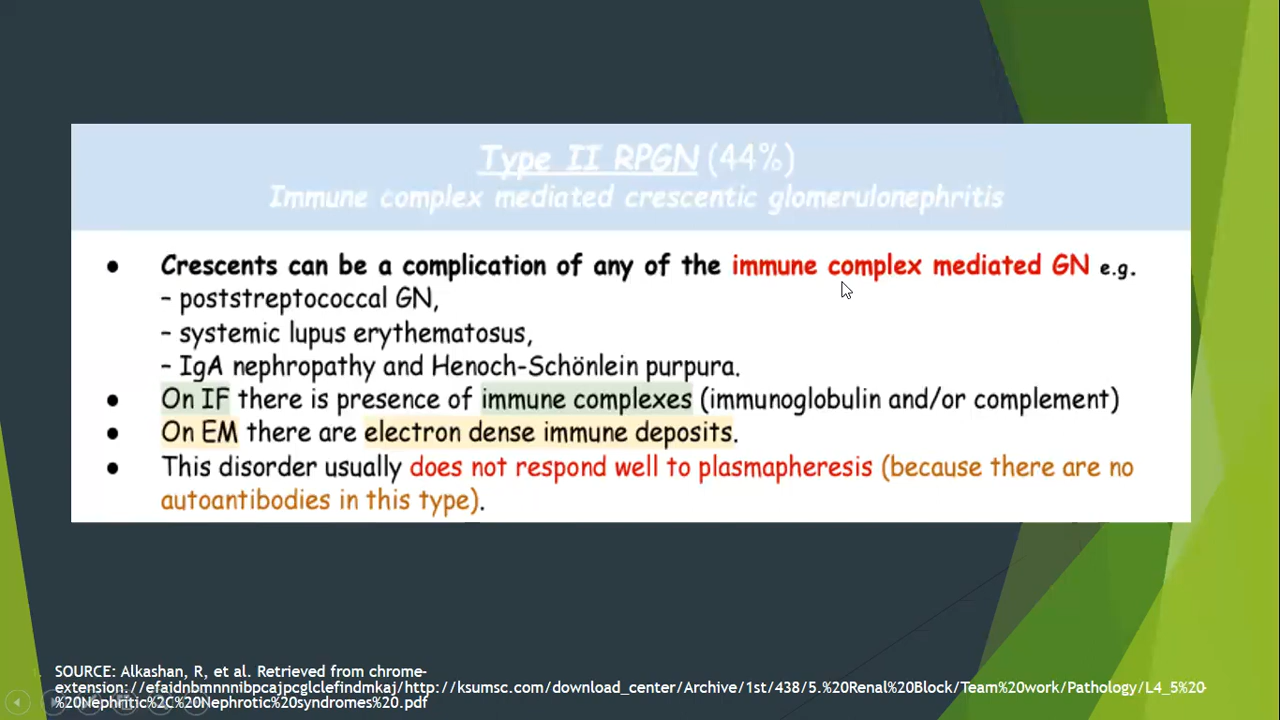 Type II RPGN (44%)
Immune complex mediated crescentic glomerulonephritis
● Crescents can be a complication of any of the immune complex mediated GN e.g.
– poststreptococcal GN,
– systemic lupus erythematosus,
– IgA nephropathy and Henoch-Schönlein purpura.
● On IF there is presence of immune complexes (immunoglobulin and/or complement)
● On EM there are electron dense immune deposits.
● This disorder usually does not respond well to plasmapheresis (because there are no
autoantibodies in this type).
SOURCE: Alkashan, R, et al. Retrieved from chrome-
extension://efaidnbmnnnibpcajpcglclefindmkaj/http://ksumsc.com/download_center/Archive/1st/438/5.%20Renal%20Block/Team%20work/Pathology/L4_5%20-
%20Nephritic%2C%20Nephrotic%20syndromes%20.pdf